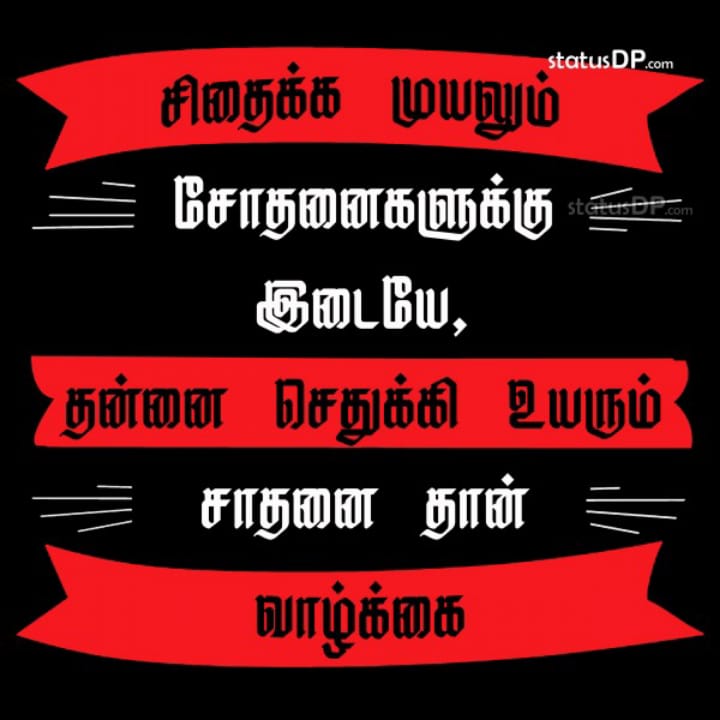 statusDP.com
சிதைக்க முயலும்
சோதனைகளுக்கு
statusDP.com
இடையே,
தன்னை செதுக்கி உயரும்
சாதனை தான்
வாழ்க்கை